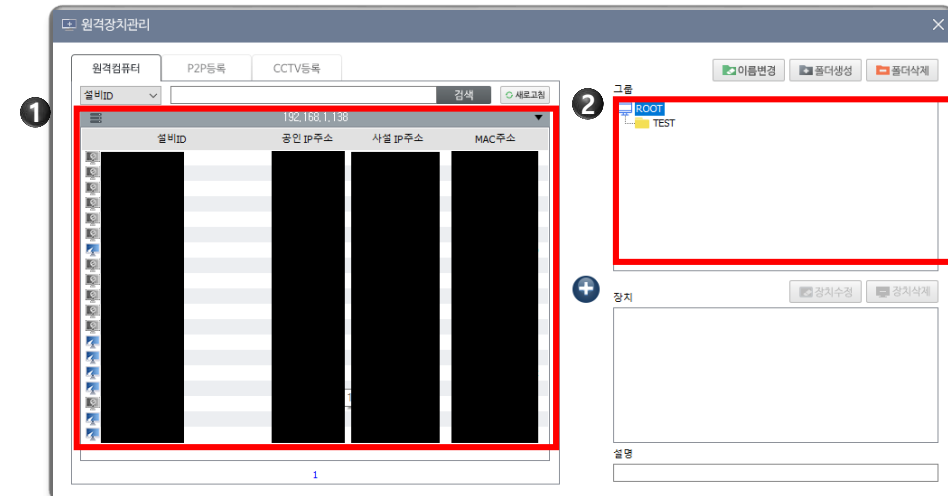 원격장치관리
원격컴퓨터 P2P등록 CCTV등록
이름변경 폴더생성 폴더삭제
설비ID 검색 새로고침
그룹
1
2
192.168.1.138
ROOT
TEST
설비ID 공인 IP주소 사설 IP주소 MAC주소
장치 장치수정 장치삭제
설명
1